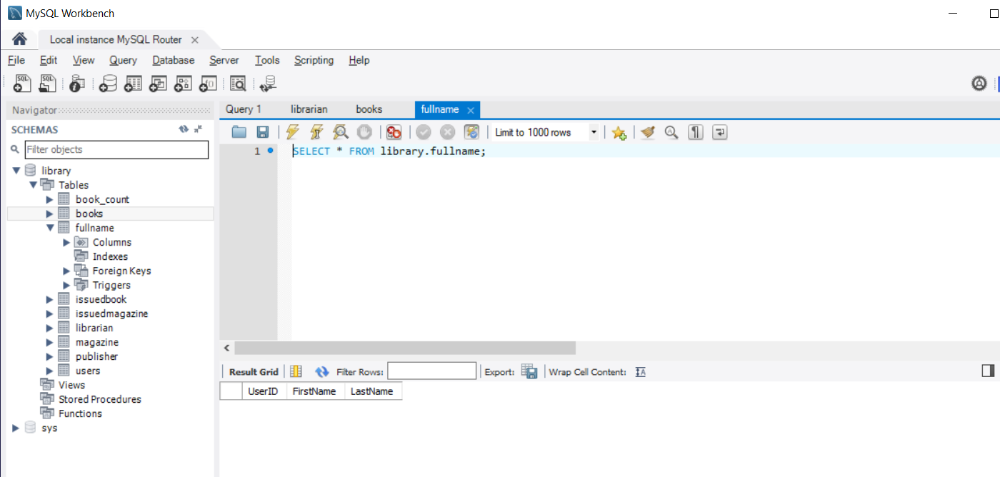 MySQL Workbench
Local instance MySQL Router
File Edit View Query Database Server Tools Scripting Help
SQL SQL
Navigator
Query 1 librarian books fullname
SCHEMAS
Limit to 1000 rows
Filter objects
1 SELECT * FROM library.fullname;
library
Tables
book_count
books
fullname
Columns
Indexes
Foreign Keys
Triggers
issuedbook
issuedmagazine
librarian
magazine
publisher
users
Views
Stored Procedures
Functions
sys
Result Grid Filter Rows: Export: Wrap Cell Content:
UserID FirstName LastName